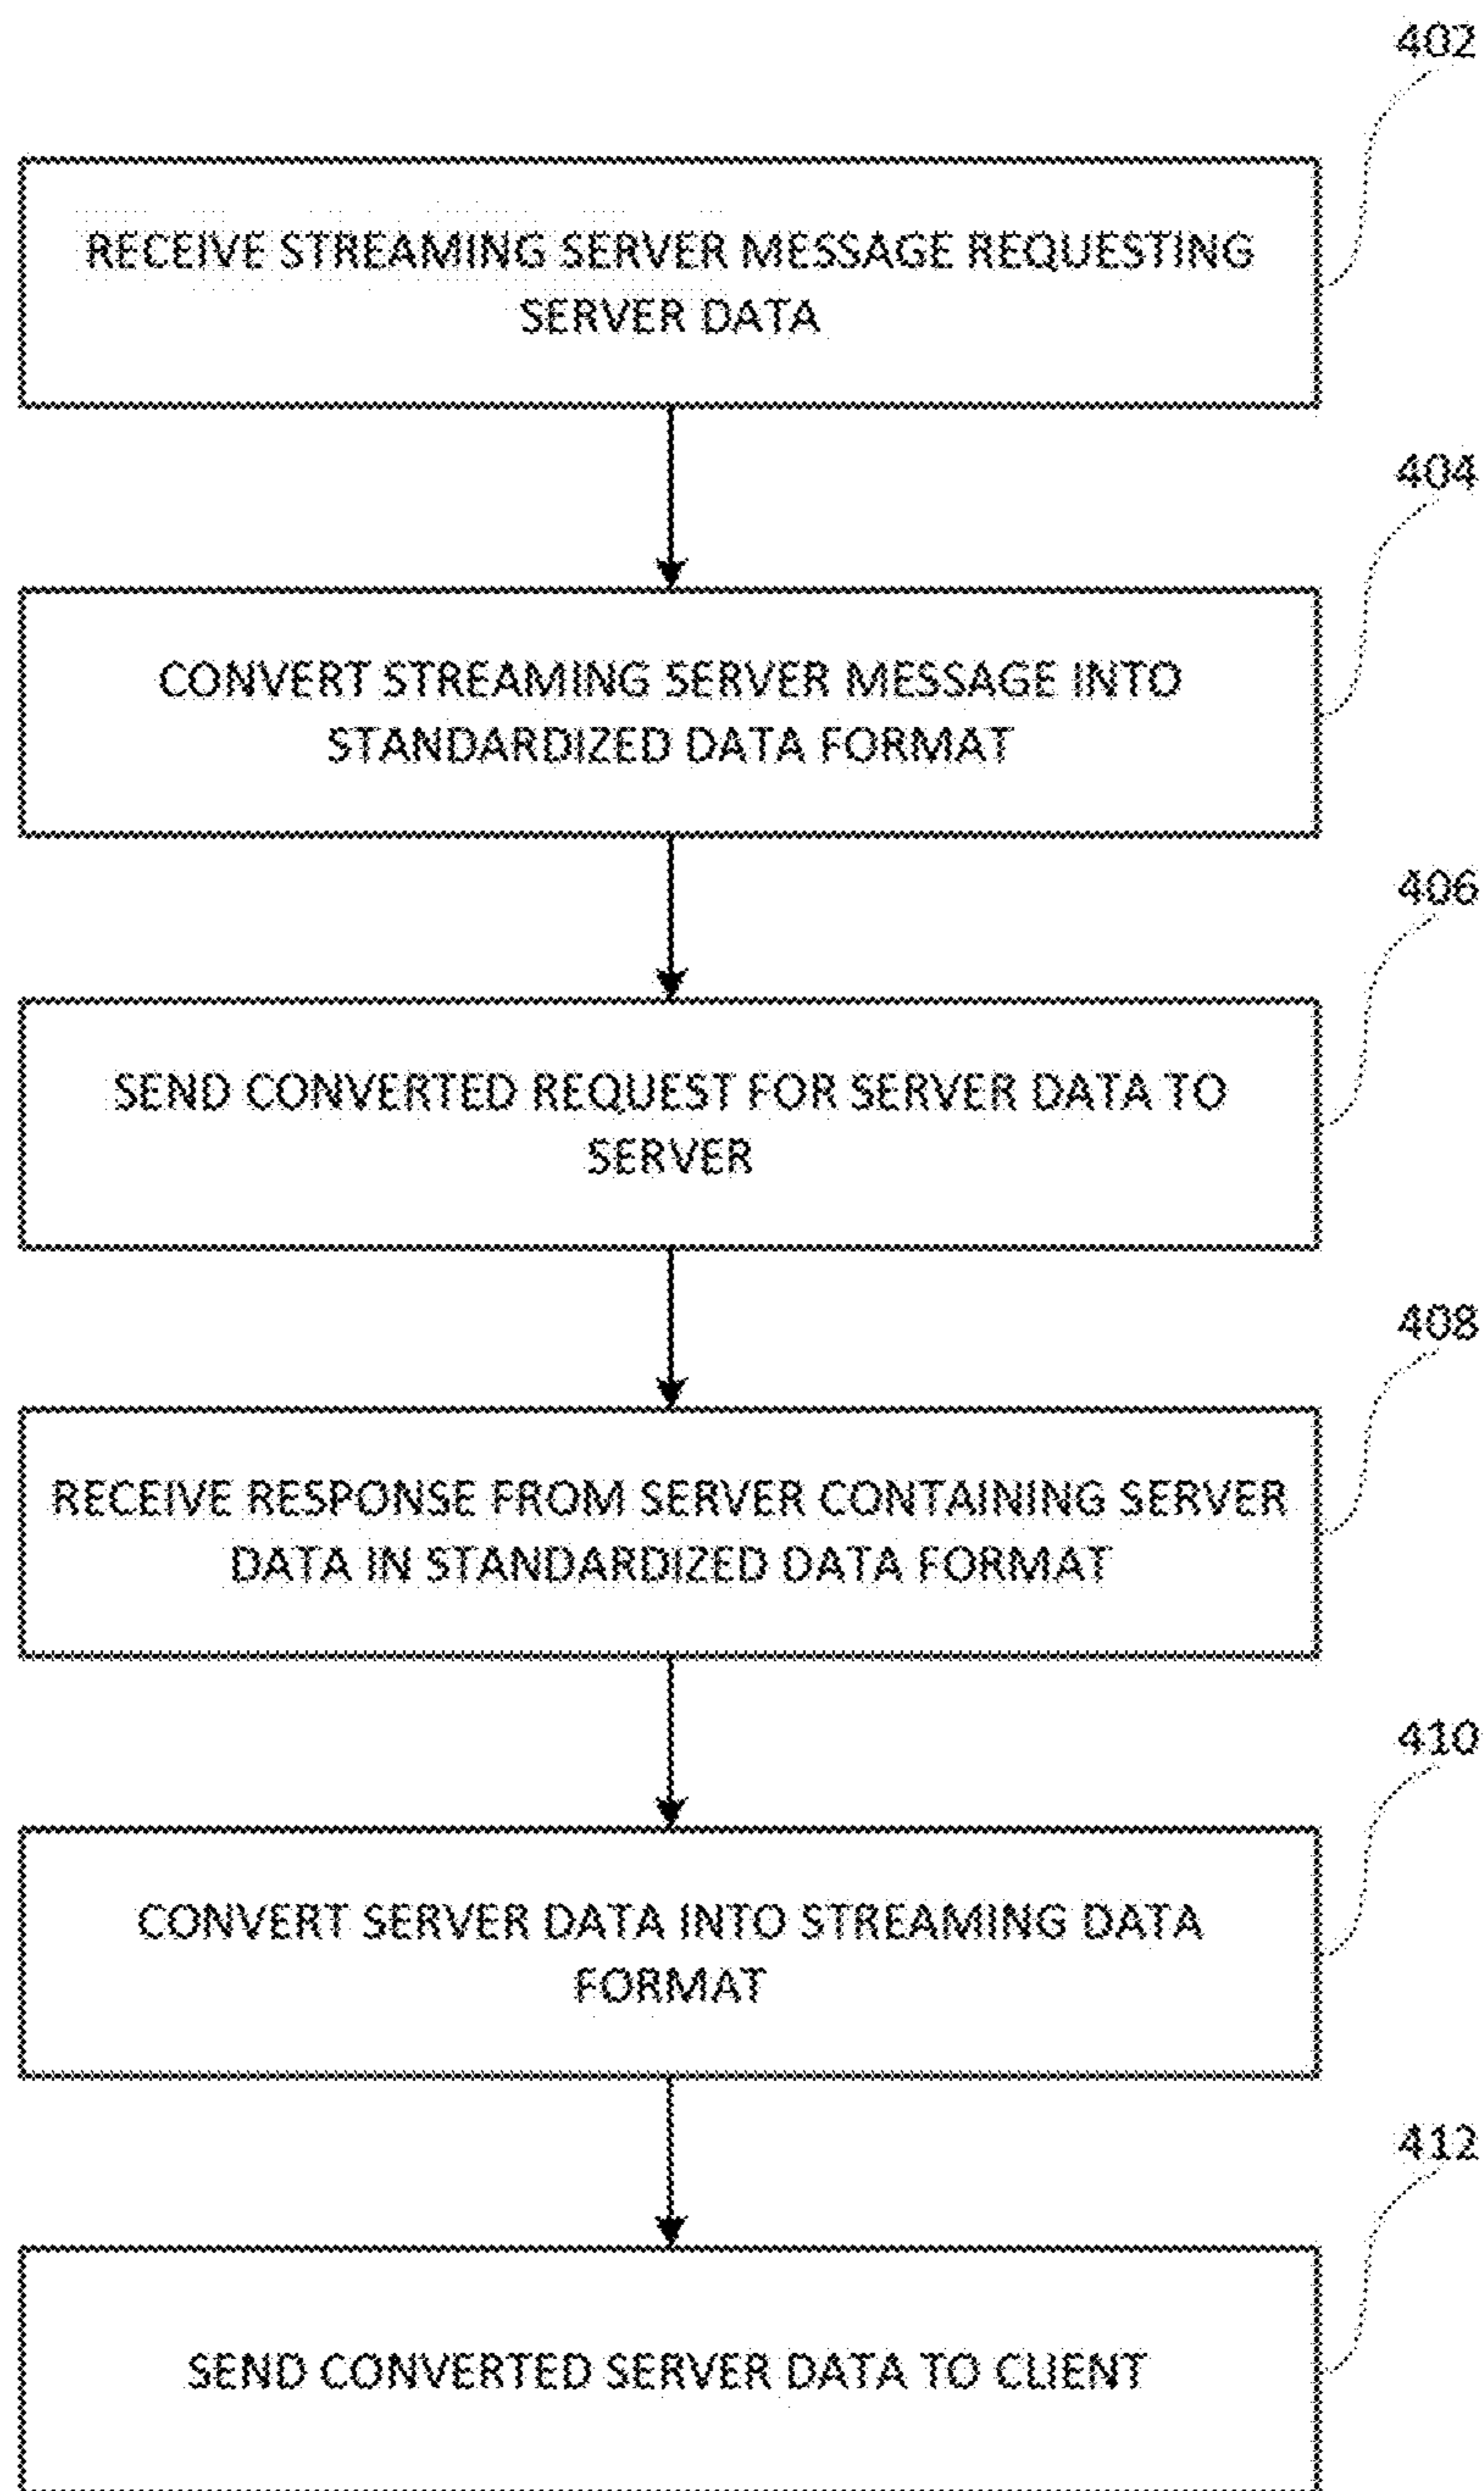 402
RECEIVE STREAMING SERVER MESSAGE REQUESTING
SERVER DATA
404
CONVERT STREAMING SERVER MESSAGE INTO
STANDARDIZED DATA FORMAT
406
SEND CONVERTED REQUEST FOR SERVER DATA TO
SERVER
408
RECEIVE RESPONSE FROM SERVER CONTAINING SERVER
DATA IN STANDARDIZED DATA FORMAT
410
CONVERT SERVER DATA INTO STREAMING DATA
FORMAT
412
SEND CONVERTED SERVER DATA TO CLIENT